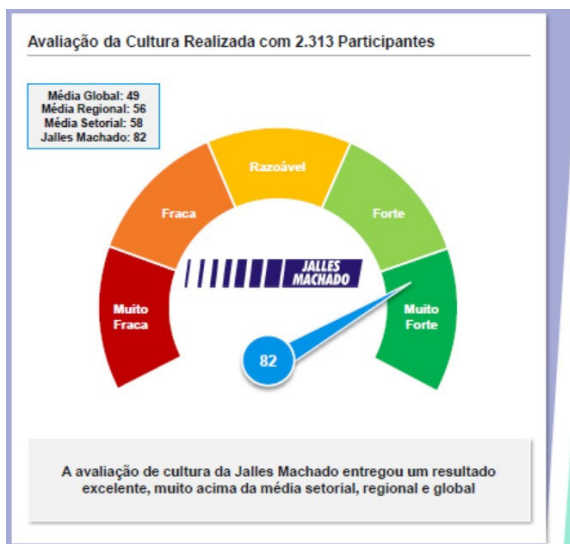 Avaliação da Cultura Realizada com 2.313 Participantes
Média Global: 49
Média Regional: 56
Média Setorial: 58
Jalles Machado: 82
Razoável
Fraca
Forte
JALLES
MACHADO
Muito
Fraca
Muito
Forte
82
A avaliação de cultura da Jalles Machado entregou um resultado
excelente, muito acima da média setorial, regional e global